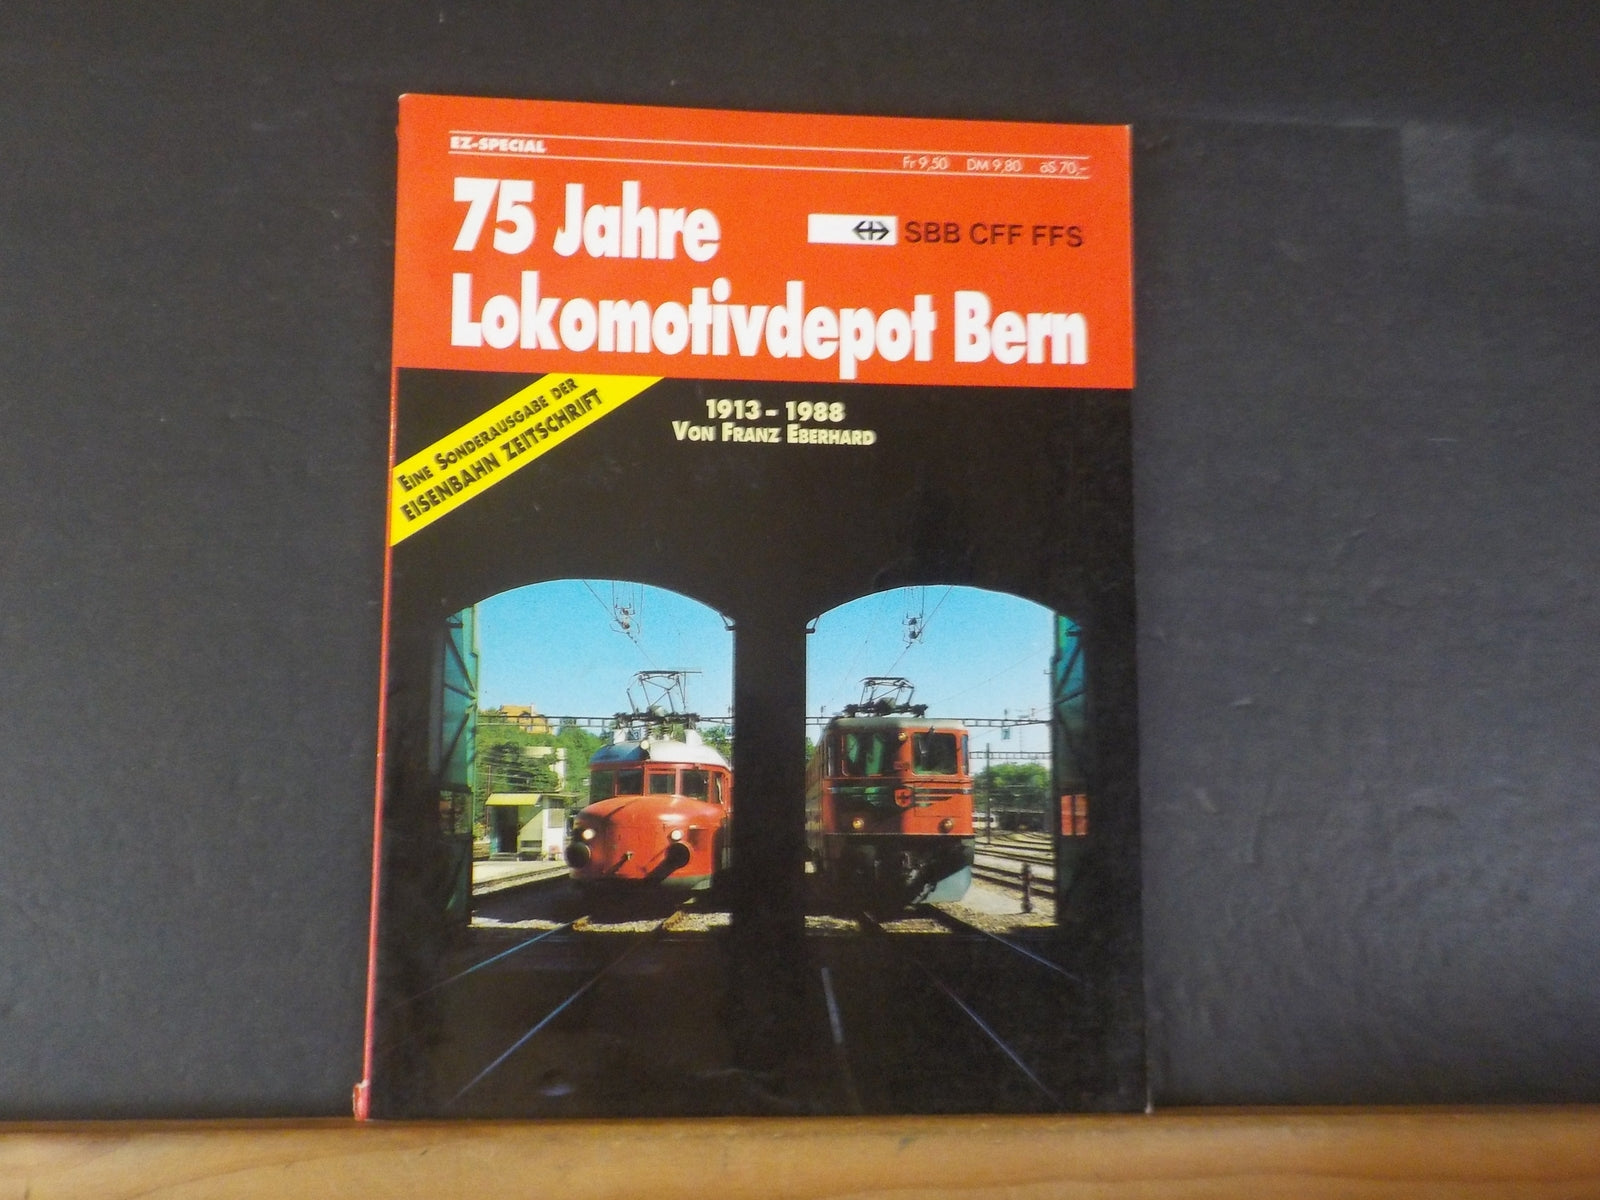 EZ-SPECIAL
Fr 9,50 DM 9,80 öS 70,-
75 Jahre
SBB CFF FFS
Lokomotivdepot Bern
1913 - 1988
VON FRANZ EBERHARD
EINE SONDERAUSGABE DER
EISENBAHN ZEITSCHRIFT